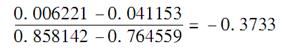 0. 006221 - 0. 041153
0. 858142 - 0. 764559
= - 0. 3733